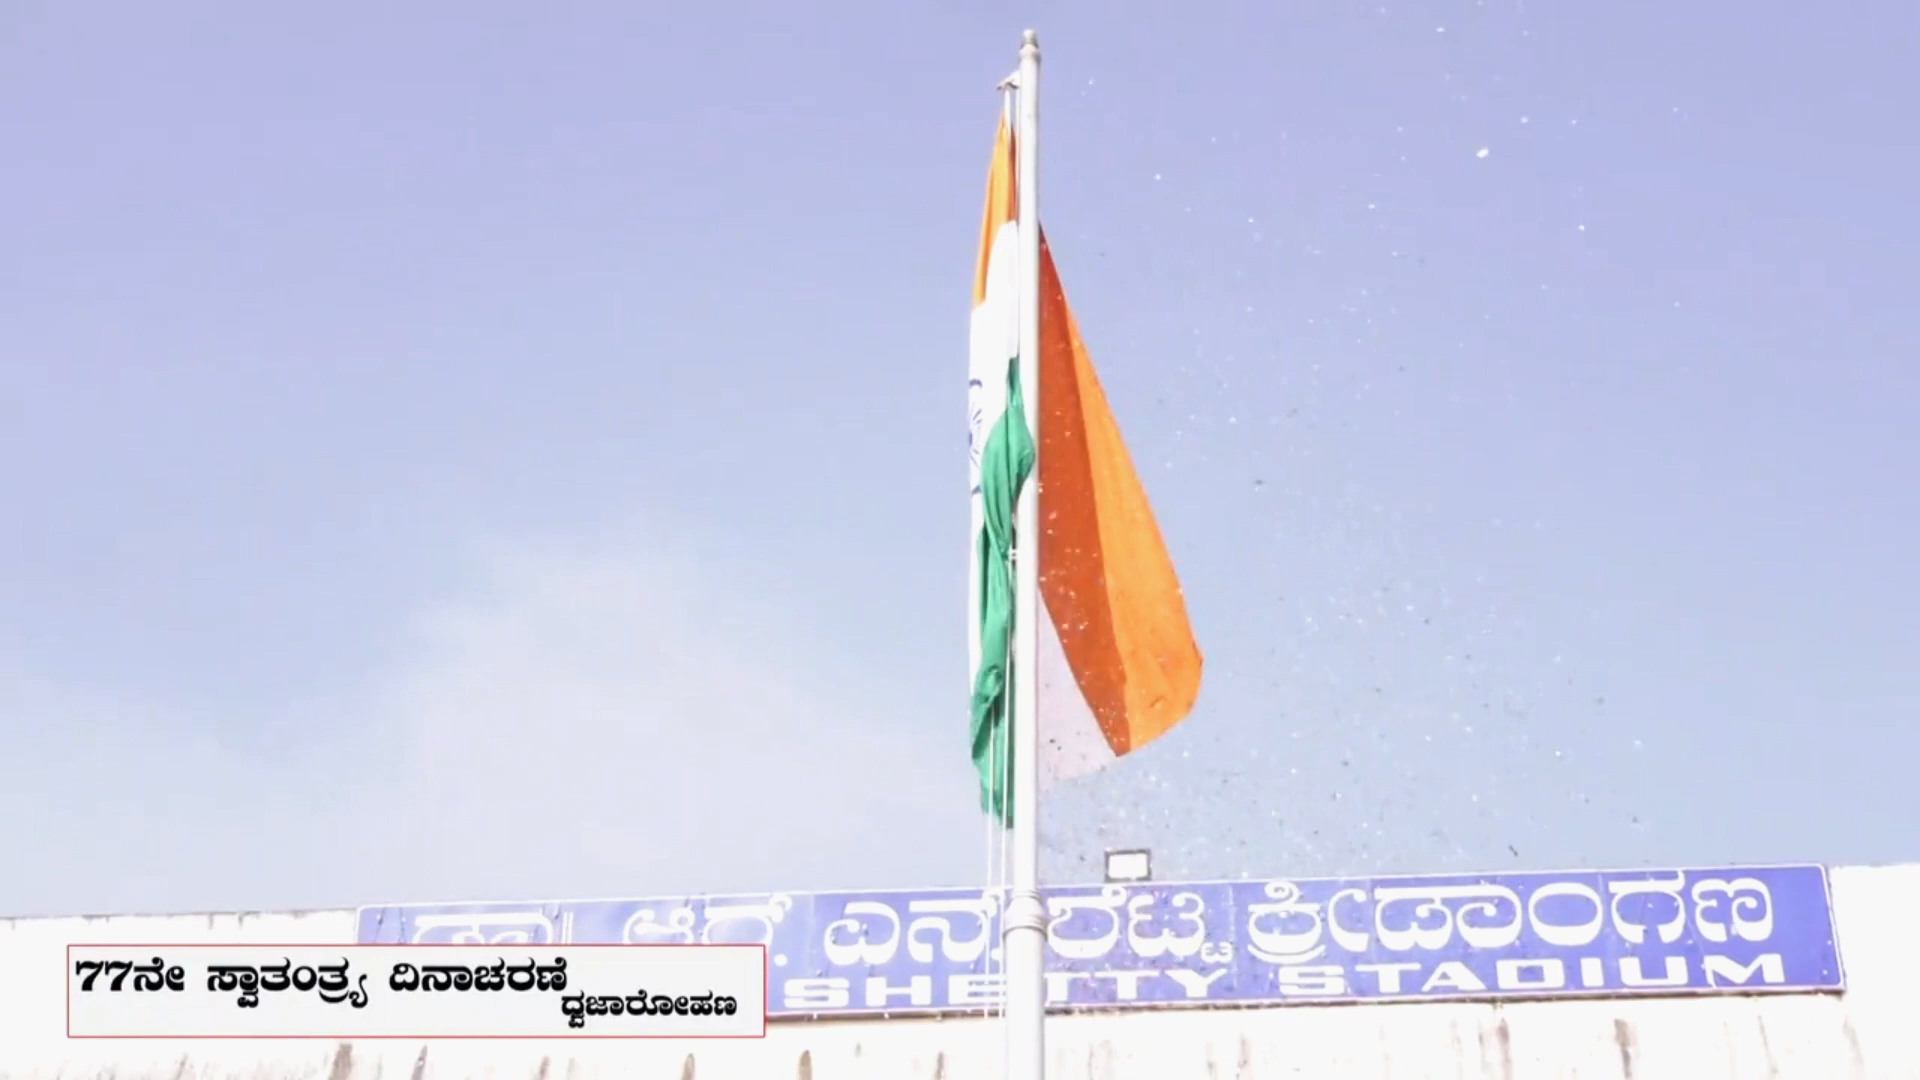 ಡಾ|| ಆರ್. ಎನ್. ಶೆಟ್ಟಿ ಕ್ರೀಡಾಂಗಣ
SHETTY STADIUM
77ನೇ ಸ್ವಾತಂತ್ರ್ಯ ದಿನಾಚರಣೆ
ಧ್ವಜಾರೋಹಣ